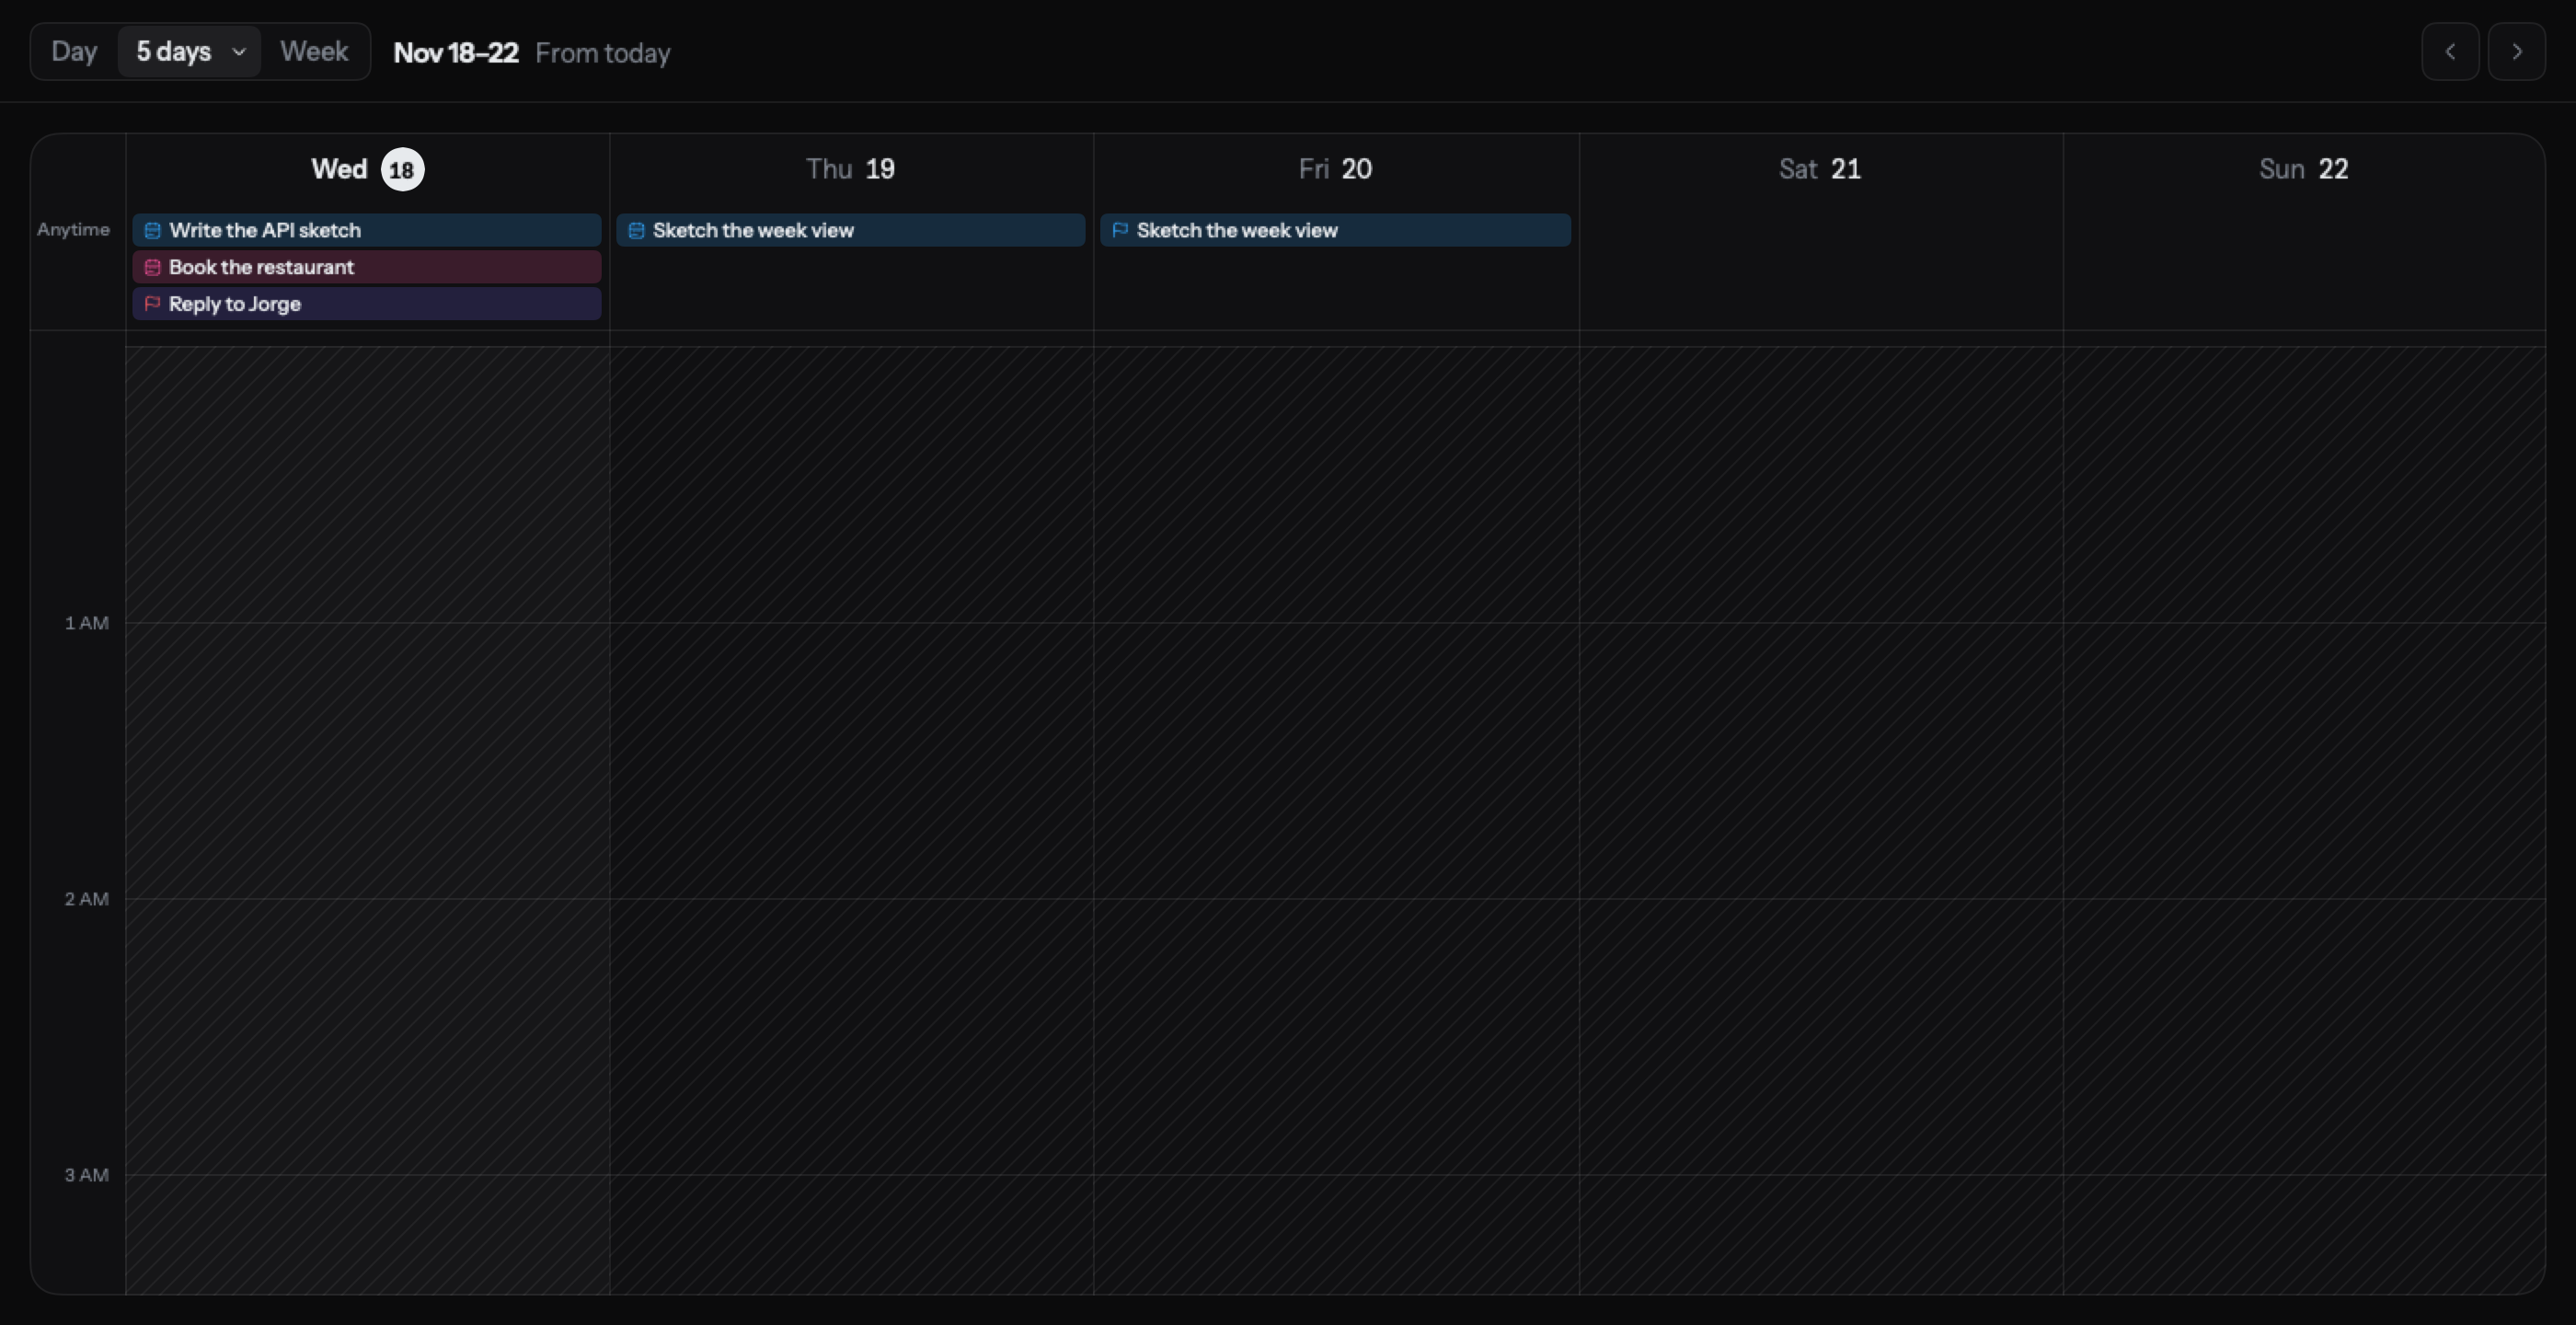 Day 5 days Week Nov 18–22 From today
Wed 18 Thu 19 Fri 20 Sat 21 Sun 22
Anytime Write the API sketch Sketch the week view Sketch the week view
Book the restaurant
Reply to Jorge
1 AM
2 AM
3 AM